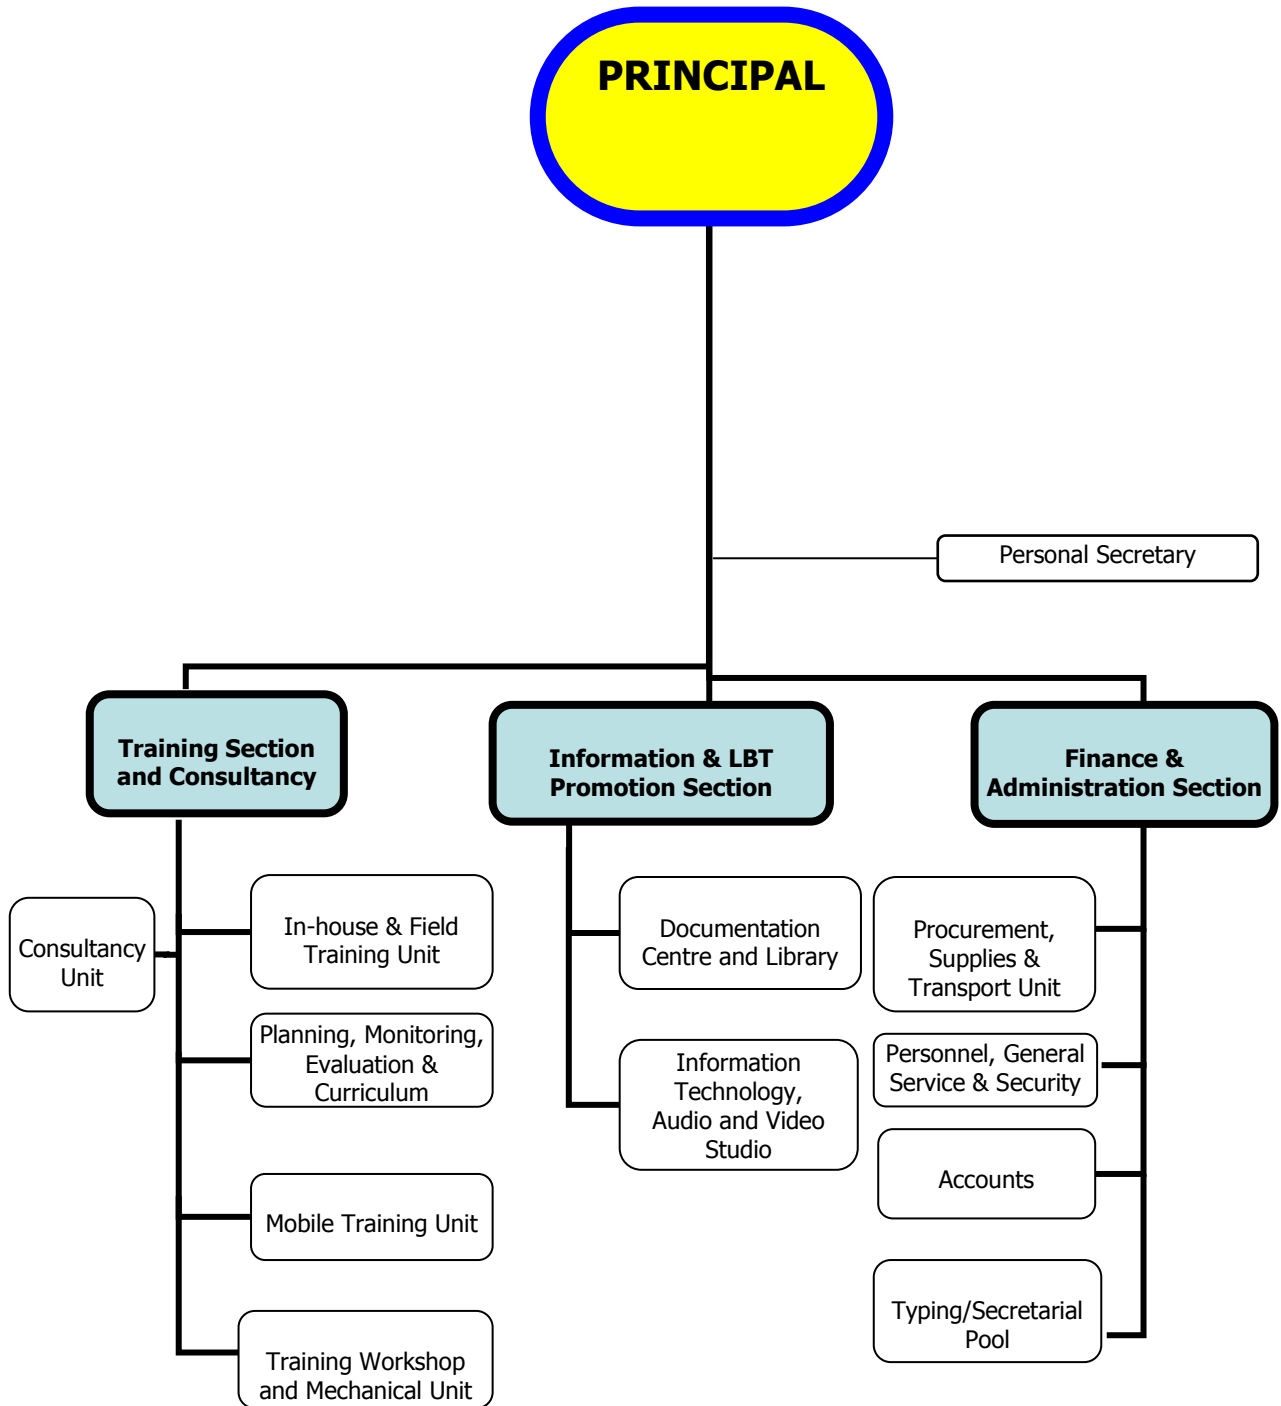 PRINCIPAL
Personal Secretary
Training Section
and Consultancy
Information & LBT
Promotion Section
Finance &
Administration Section
Consultancy
Unit
In-house & Field
Training Unit
Planning, Monitoring,
Evaluation &
Curriculum
Mobile Training Unit
Training Workshop
and Mechanical Unit
Documentation
Centre and Library
Information
Technology,
Audio and Video
Studio
Procurement,
Supplies &
Transport Unit
Personnel, General
Service & Security
Accounts
Typing/Secretarial
Pool